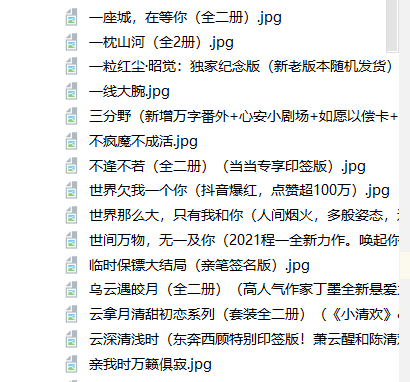 一座城，在等你（全二册）.jpg
一枕山河（全2册）.jpg
一粒红尘·昭觉：独家纪念版（新老版本随机发货）
一线大腕.jpg
三分野（新增万字番外+心安小剧场+如愿以偿卡+
不疯魔不成活.jpg
不逢不若（全二册）（当当专享印签版）.jpg
世界欠我一个你（抖音爆红，点赞超100万）.jpg
世界那么大，只有我和你（人间烟火，多般姿态，
世间万物，无一及你（2021程一全新力作。唤起你
临时保镖大结局（亲笔签名版）.jpg
乌云遇皎月（全二册）（高人气作家丁墨全新悬爱
云拿月清甜初恋系列（套装全二册）（《小清欢》
云深清浅时（东奔西顾特别印签版！萧云醒和陈清
亲我时万籁俱寂.jpg